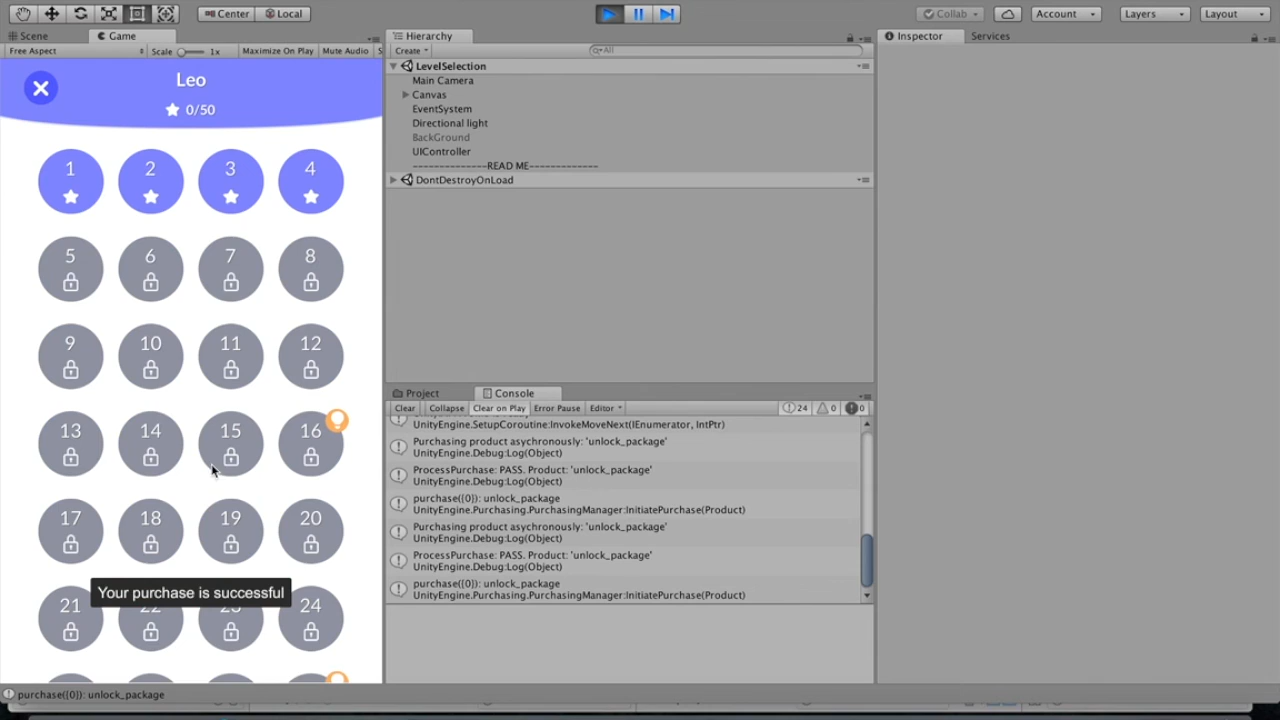 Center
Local
Collab
Account
Layers
Layout
Scene
Game
Free Aspect
Scale
1x
Maximize On Play
Mute Audio
S
Leo
0/50
1
2
3
4
5
6
7
8
9
10
11
12
13
14
15
16
17
18
19
20
21
24
Your purchase is successful
Hierarchy
Create
All
LevelSelection
Main Camera
Canvas
EventSystem
Directional light
BackGround
UIController
--------------READ ME-------------
DontDestroyOnLoad
Project
Console
Clear
Collapse
Clear on Play
Error Pause
Editor
24
0
0
UnityEngine.SetupCoroutine:InvokeMoveNext(IEnumerator, IntPtr)
Purchasing product asychronously: 'unlock_package'
UnityEngine.Debug:Log(Object)
ProcessPurchase: PASS. Product: 'unlock_package'
UnityEngine.Debug:Log(Object)
purchase({0}): unlock_package
UnityEngine.Purchasing.PurchasingManager:InitiatePurchase(Product)
Purchasing product asychronously: 'unlock_package'
UnityEngine.Debug:Log(Object)
ProcessPurchase: PASS. Product: 'unlock_package'
UnityEngine.Debug:Log(Object)
purchase({0}): unlock_package
UnityEngine.Purchasing.PurchasingManager:InitiatePurchase(Product)
Inspector
Services
purchase({0}): unlock_package